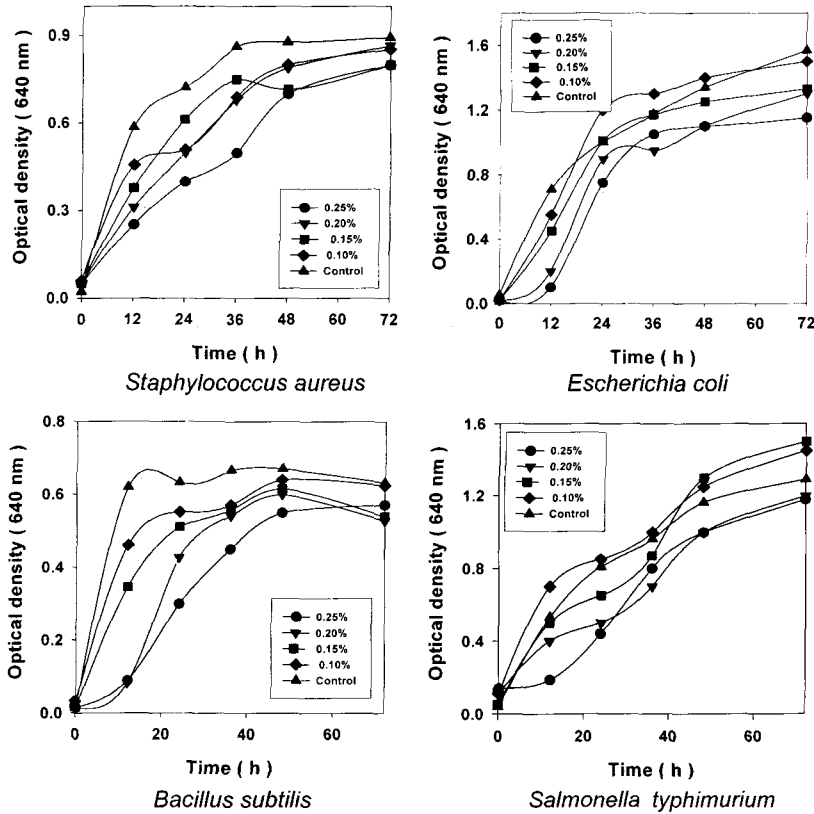 Optical density ( 640 nm )
0.9
0.6
0.3
0.0
0.25%
0.20%
0.15%
0.10%
Control
0 12 24 36 48 60 72
Time ( h )
Staphylococcus aureus
Optical density ( 640 nm )
1.6
1.2
0.8
0.4
0.0
0.25%
0.20%
0.15%
0.10%
Control
0 12 24 36 48 60 72
Time ( h )
Escherichia coli
Optical density ( 640 nm )
0.8
0.6
0.4
0.2
0.0
0.25%
0.20%
0.15%
0.10%
Control
0 20 40 60
Time ( h )
Bacillus subtilis
Optical density ( 640 nm )
1.6
1.2
0.8
0.4
0.0
0.25%
0.20%
0.15%
0.10%
Control
0 20 40 60
Time ( h )
Salmonella typhimurium